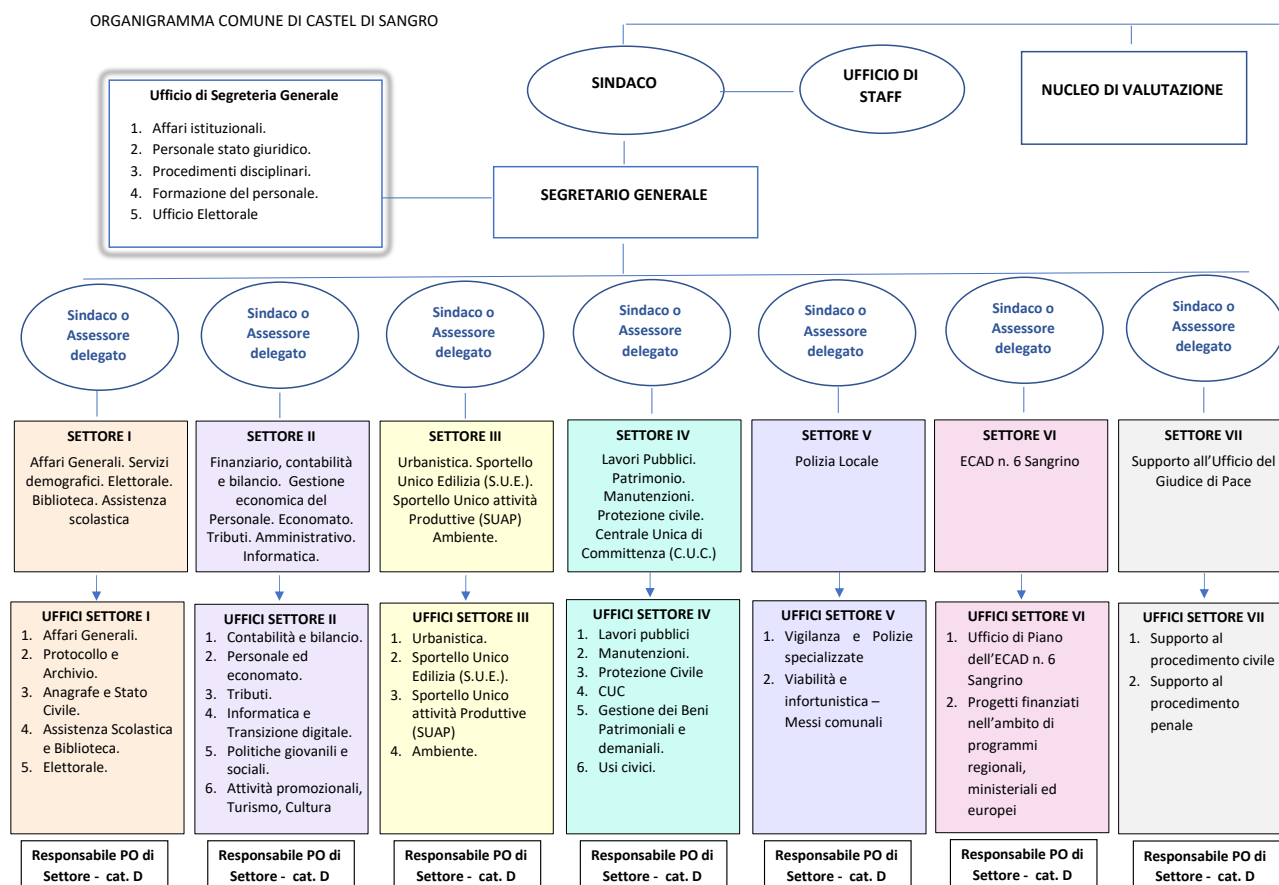 ORGANIGRAMMA COMUNE DI CASTEL DI SANGRO
SINDACO
UFFICIO DI
STAFF
NUCLEO DI VALUTAZIONE
Ufficio di Segreteria Generale
1. Affari istituzionali.
2. Personale stato giuridico.
3. Procedimenti disciplinari.
4. Formazione del personale.
5. Ufficio Elettorale
SEGRETARIO GENERALE
Sindaco o
Assessore
delegato
Sindaco o
Assessore
delegato
Sindaco o
Assessore
delegato
Sindaco o
Assessore
delegato
Sindaco o
Assessore
delegato
Sindaco o
Assessore
delegato
Sindaco o
Assessore
delegato
SETTORE I
Affari Generali. Servizi
demografici. Elettorale.
Biblioteca. Assistenza
scolastica
SETTORE II
Finanziario, contabilità
e bilancio. Gestione
economica del
Personale. Economato.
Tributi. Amministrativo.
Informatica.
SETTORE III
Urbanistica. Sportello
Unico Edilizia (S.U.E.).
Sportello Unico attività
Produttive (SUAP)
Ambiente.
SETTORE IV
Lavori Pubblici.
Patrimonio.
Manutenzioni.
Protezione civile.
Centrale Unica di
Committenza (C.U.C.)
SETTORE V
Polizia Locale
SETTORE VI
ECAD n. 6 Sangrino
SETTORE VII
Supporto all'Ufficio del
Giudice di Pace
UFFICI SETTORE I
1. Affari Generali.
2. Protocollo e
Archivio.
3. Anagrafe e Stato
Civile.
4. Assistenza Scolastica
e Biblioteca.
5. Elettorale.
UFFICI SETTORE II
1. Contabilità e bilancio.
2. Personale ed
economato.
3. Tributi.
4. Informatica e
Transizione digitale.
5. Politiche giovanili e
sociali.
6. Attività promozionali,
Turismo, Cultura
UFFICI SETTORE III
1. Urbanistica.
2. Sportello Unico
Edilizia (S.U.E.).
3. Sportello Unico
attività Produttive
(SUAP)
4. Ambiente.
UFFICI SETTORE IV
1. Lavori pubblici
2. Manutenzioni.
3. Protezione Civile
4. CUC
5. Gestione dei Beni
Patrimoniali e
demaniali.
6. Usi civici.
UFFICI SETTORE V
1. Vigilanza e Polizie
specializzate
2. Viabilità e
infortunistica –
Messi comunali
UFFICI SETTORE VI
1. Ufficio di Piano
dell'ECAD n. 6
Sangrino
2. Progetti finanziati
nell'ambito di
programmi
regionali,
ministeriali ed
europei
UFFICI SETTORE VII
1. Supporto al
procedimento civile
2. Supporto al
procedimento
penale
Responsabile PO di
Settore - cat. D
Responsabile PO di
Settore - cat. D
Responsabile PO di
Settore - cat. D
Responsabile PO di
Settore - cat. D
Responsabile PO di
Settore - cat. D
Responsabile PO di
Settore - cat. D
Responsabile PO di
Settore - cat. D